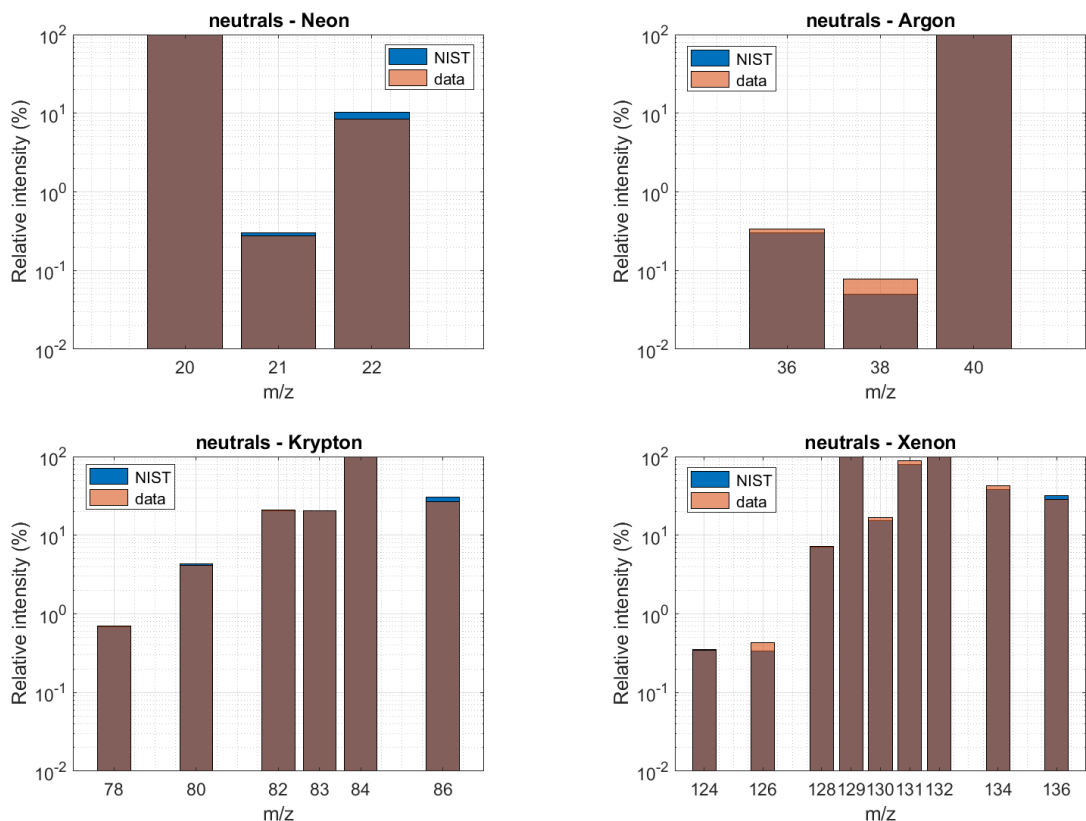 neutrals - Neon
Relative intensity (%)
10^2
10^1
10^0
10^-1
10^-2
NIST
data
20 21 22
m/z
neutrals - Argon
Relative intensity (%)
10^2
10^1
10^0
10^-1
10^-2
NIST
data
36 38 40
m/z
neutrals - Krypton
Relative intensity (%)
10^2
10^1
10^0
10^-1
10^-2
NIST
data
78 80 82 83 84 86
m/z
neutrals - Xenon
Relative intensity (%)
10^2
10^1
10^0
10^-1
10^-2
NIST
data
124 126 128 129 130 131 132 134 136
m/z